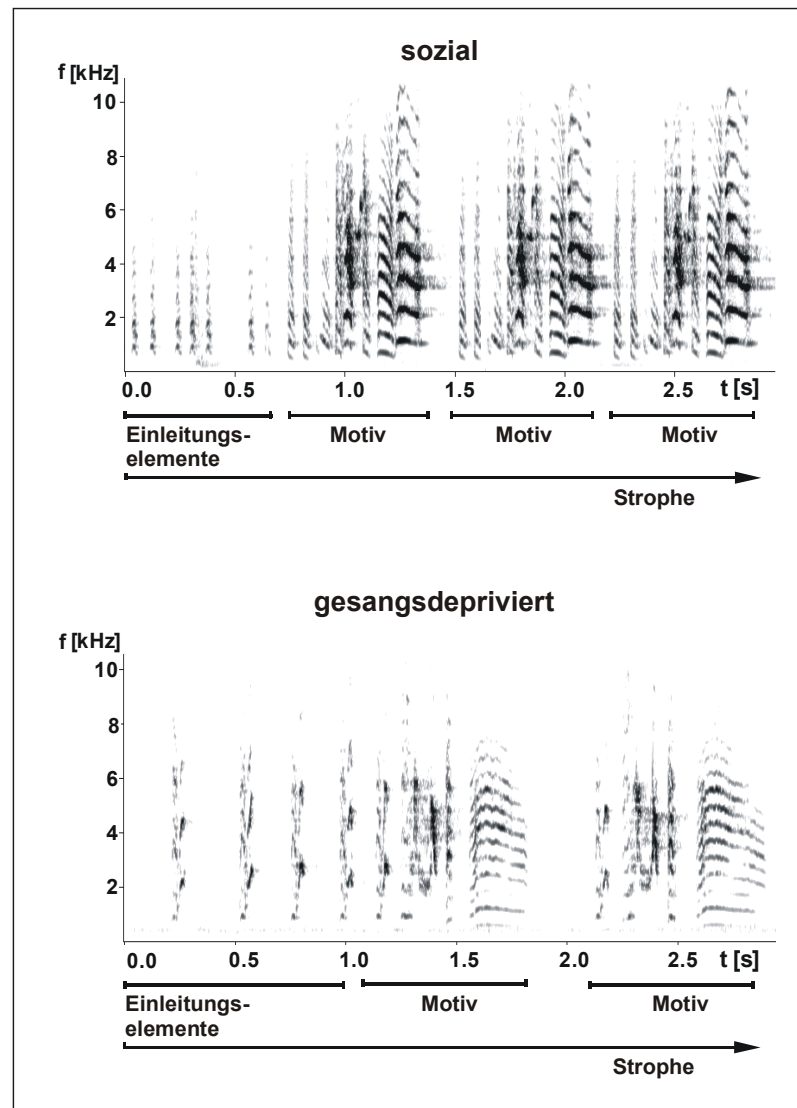 sozial
f [kHz]
10
8
6
4
2
0.0 0.5 1.0 1.5 2.0 2.5 t [s]
Einleitungs- Motiv Motiv Motiv
elemente
Strophe
gesangsdepriviert
f [kHz]
10
8
6
4
2
0.0 0.5 1.0 1.5 2.0 2.5 t [s]
Einleitungs- Motiv Motiv
elemente
Strophe